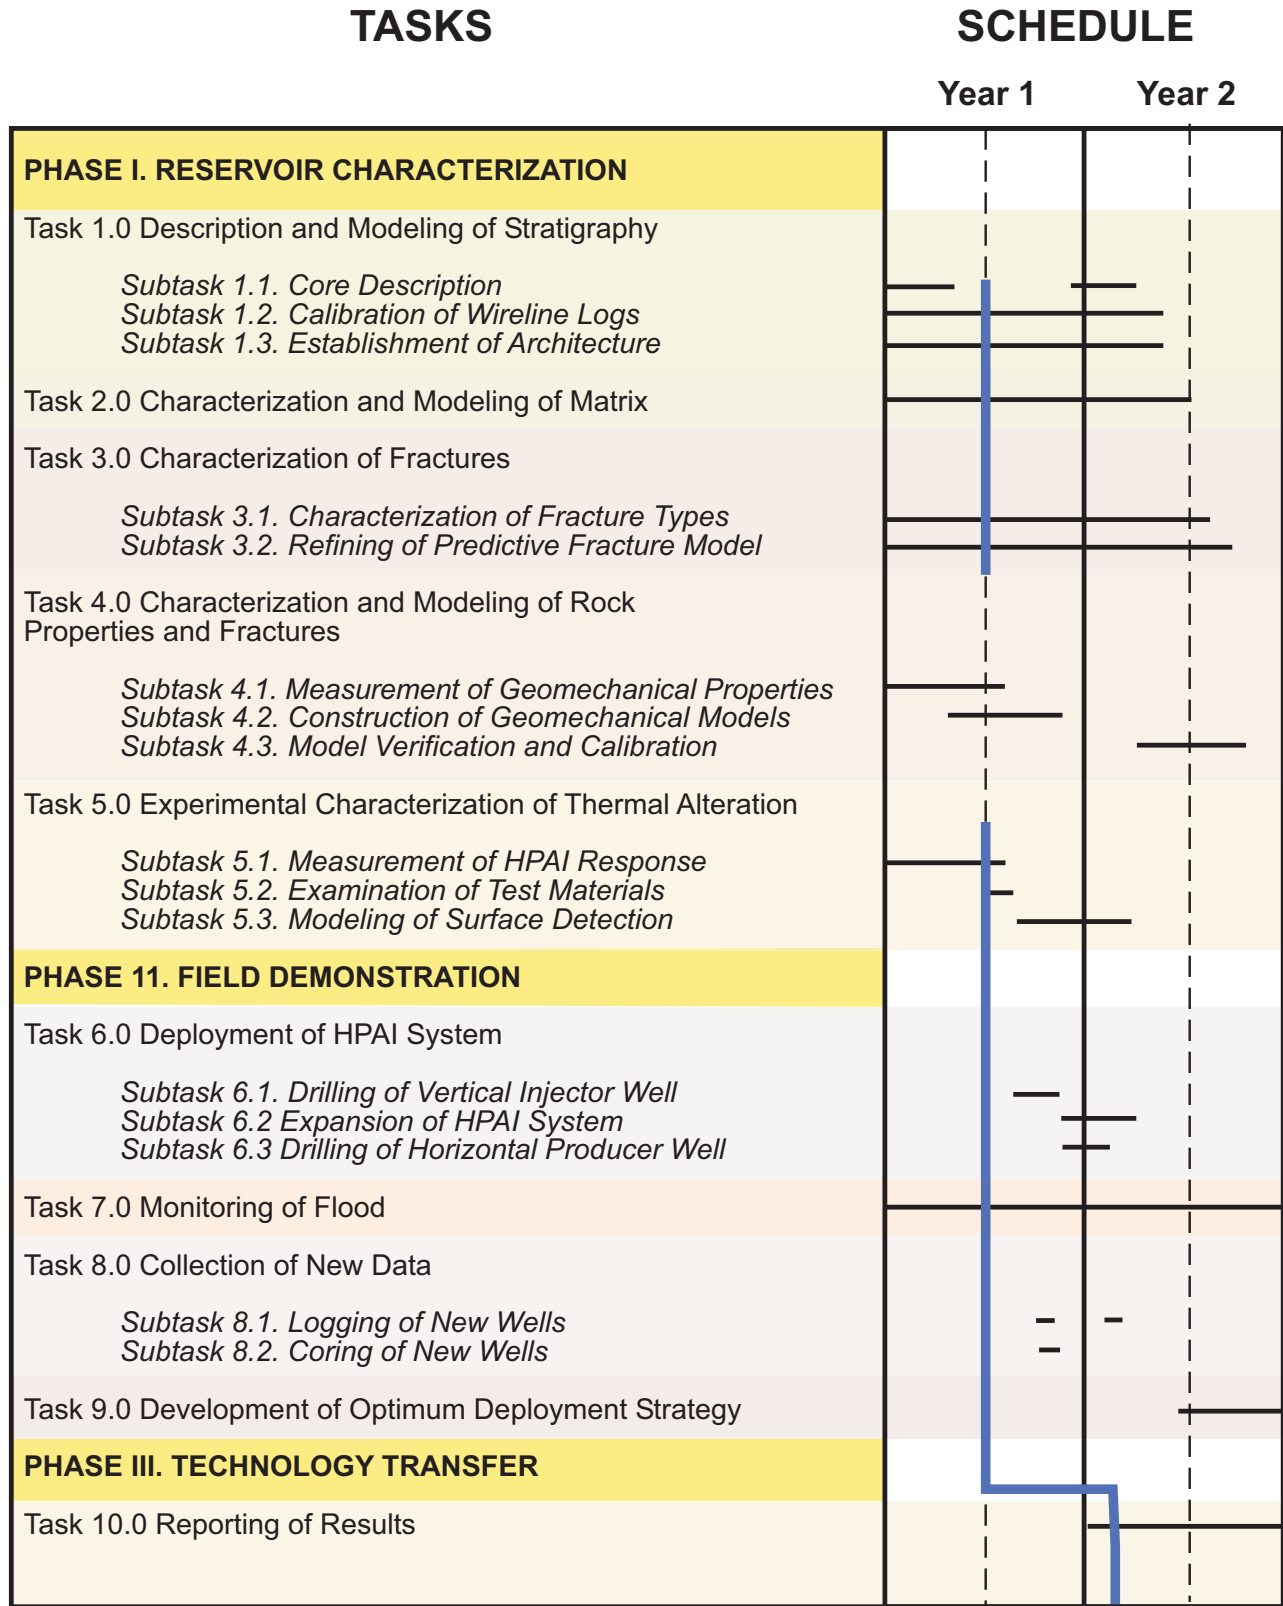 TASKS
SCHEDULE
Year 1
Year 2
PHASE I. RESERVOIR CHARACTERIZATION
Task 1.0 Description and Modeling of Stratigraphy
Subtask 1.1. Core Description
Subtask 1.2. Calibration of Wireline Logs
Subtask 1.3. Establishment of Architecture
Task 2.0 Characterization and Modeling of Matrix
Task 3.0 Characterization of Fractures
Subtask 3.1. Characterization of Fracture Types
Subtask 3.2. Refining of Predictive Fracture Model
Task 4.0 Characterization and Modeling of Rock
Properties and Fractures
Subtask 4.1. Measurement of Geomechanical Properties
Subtask 4.2. Construction of Geomechanical Models
Subtask 4.3. Model Verification and Calibration
Task 5.0 Experimental Characterization of Thermal Alteration
Subtask 5.1. Measurement of HPAI Response
Subtask 5.2. Examination of Test Materials
Subtask 5.3. Modeling of Surface Detection
PHASE 11. FIELD DEMONSTRATION
Task 6.0 Deployment of HPAI System
Subtask 6.1. Drilling of Vertical Injector Well
Subtask 6.2 Expansion of HPAI System
Subtask 6.3 Drilling of Horizontal Producer Well
Task 7.0 Monitoring of Flood
Task 8.0 Collection of New Data
Subtask 8.1. Logging of New Wells
Subtask 8.2. Coring of New Wells
Task 9.0 Development of Optimum Deployment Strategy
PHASE III. TECHNOLOGY TRANSFER
Task 10.0 Reporting of Results